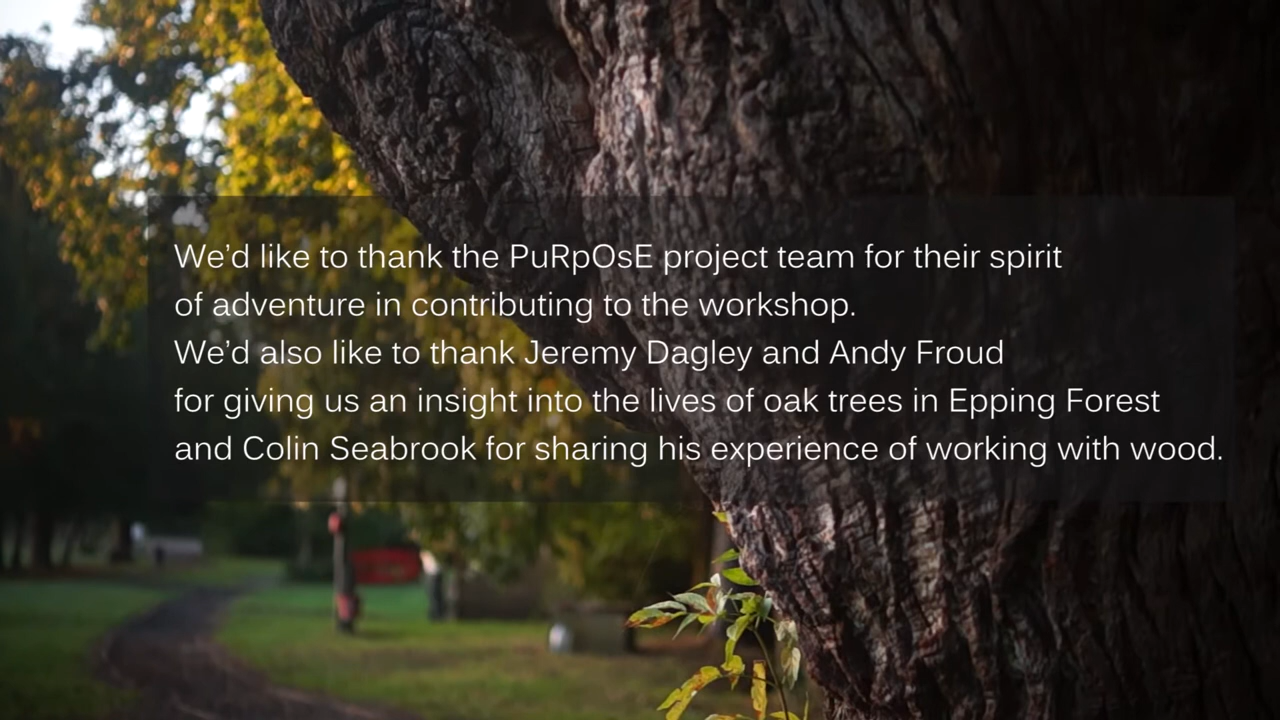 We’d like to thank the PuRpOsE project team for their spirit
of adventure in contributing to the workshop.
We’d also like to thank Jeremy Dagley and Andy Froud
for giving us an insight into the lives of oak trees in Epping Forest
and Colin Seabrook for sharing his experience of working with wood.